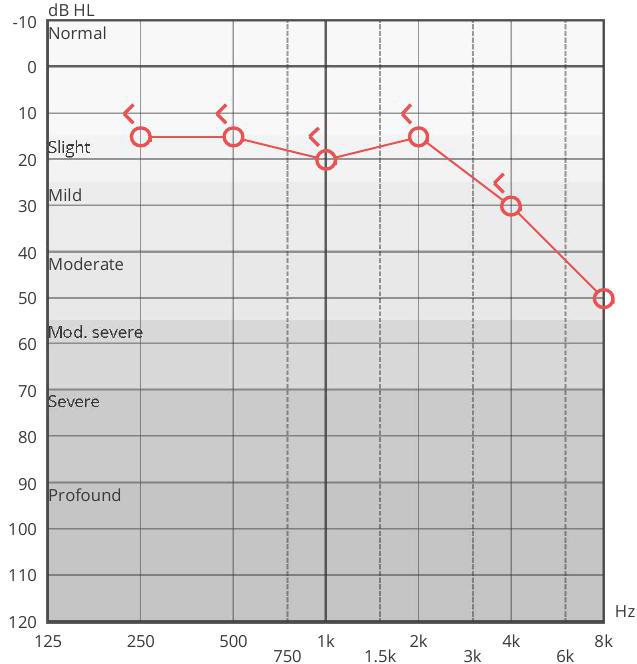 dB HL
-10
Normal
0
10
Slight
20
Mild
30
40
Moderate
50
Mod. severe
60
70
Severe
80
90
Profound
100
110
120
Hz
125 250 500 1k 2k 4k 8k
750 1.5k 3k 6k